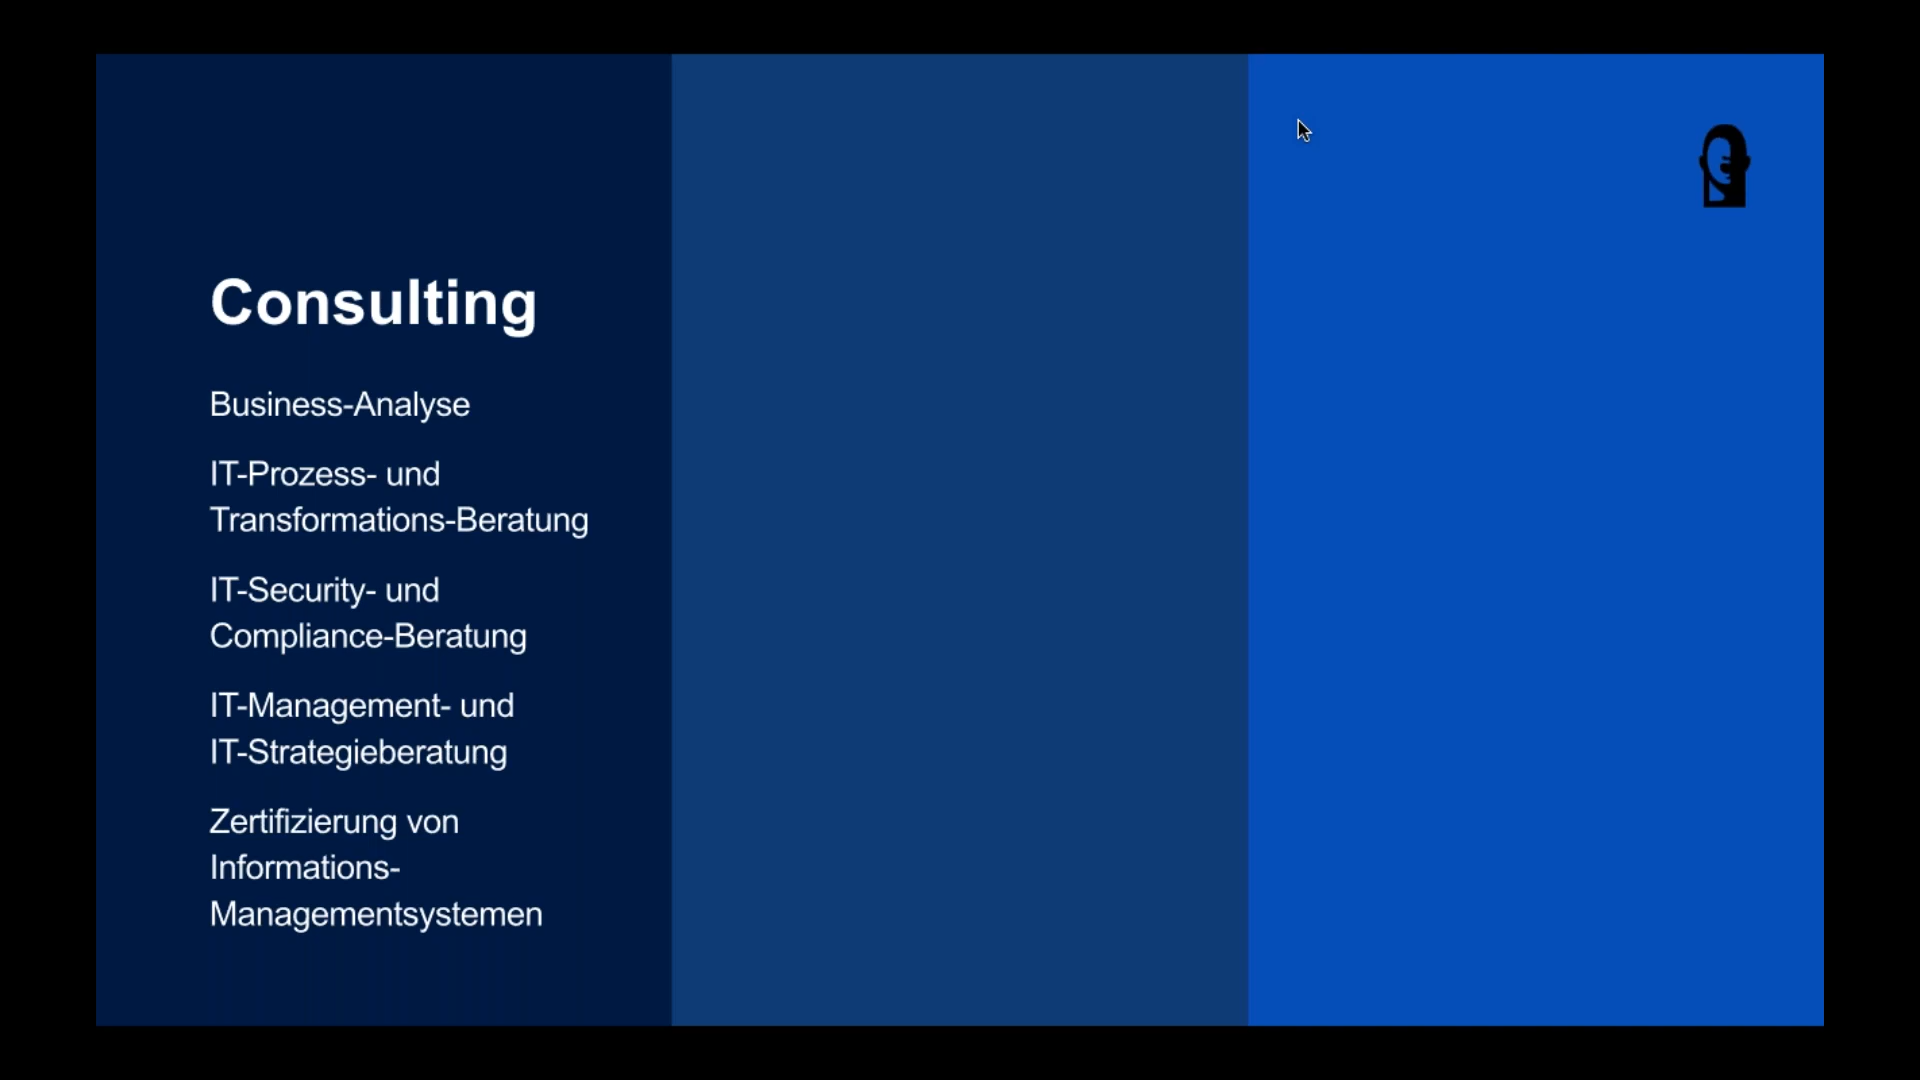 Consulting
Business-Analyse
IT-Prozess- und
Transformations-Beratung
IT-Security- und
Compliance-Beratung
IT-Management- und
IT-Strategieberatung
Zertifizierung von
Informations-
Managementsystemen